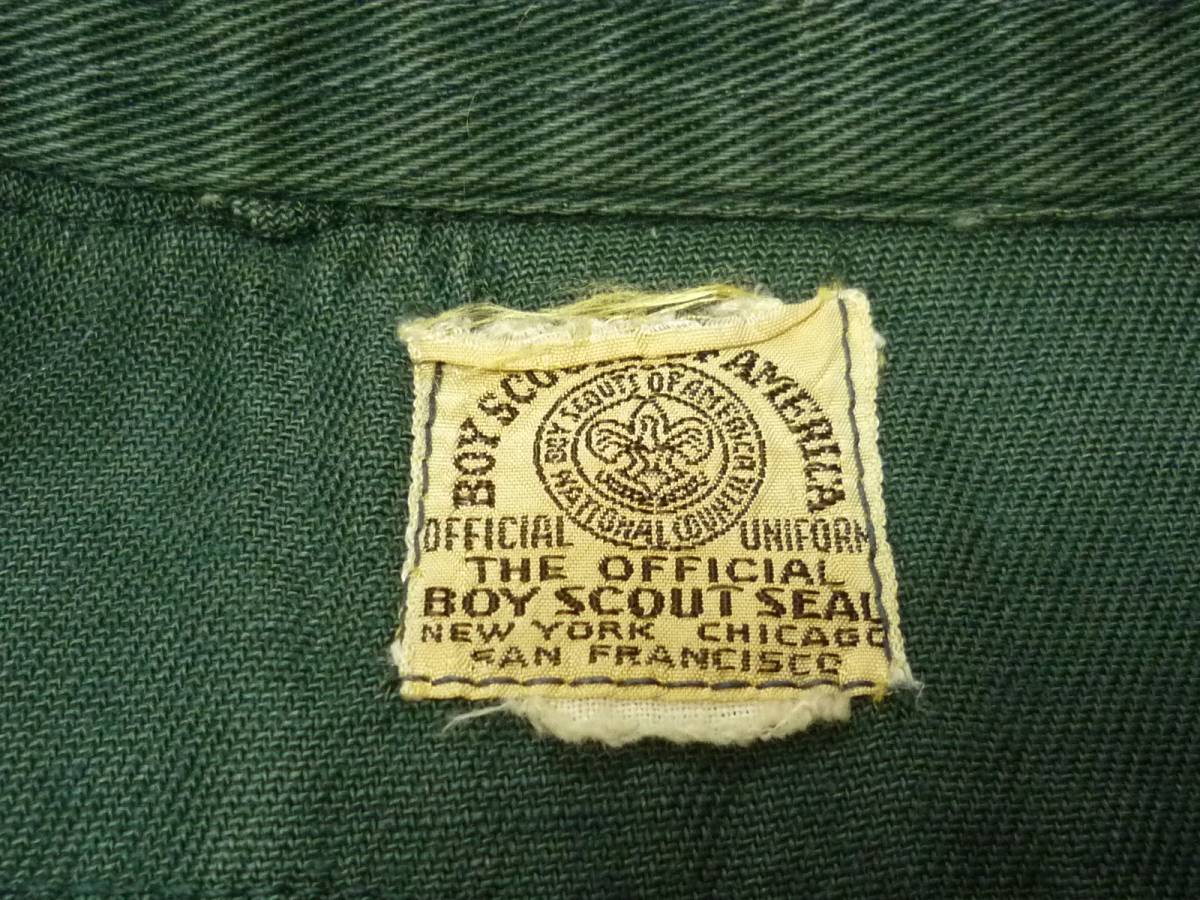 BOY SCOUTS OF AMERICA
BOY SCOUTS OF AMERICA
NATIONAL COUNCIL
OFFICIAL UNIFORM
THE OFFICIAL
BOY SCOUT SEAL
NEW YORK CHICAGO
SAN FRANCISCO